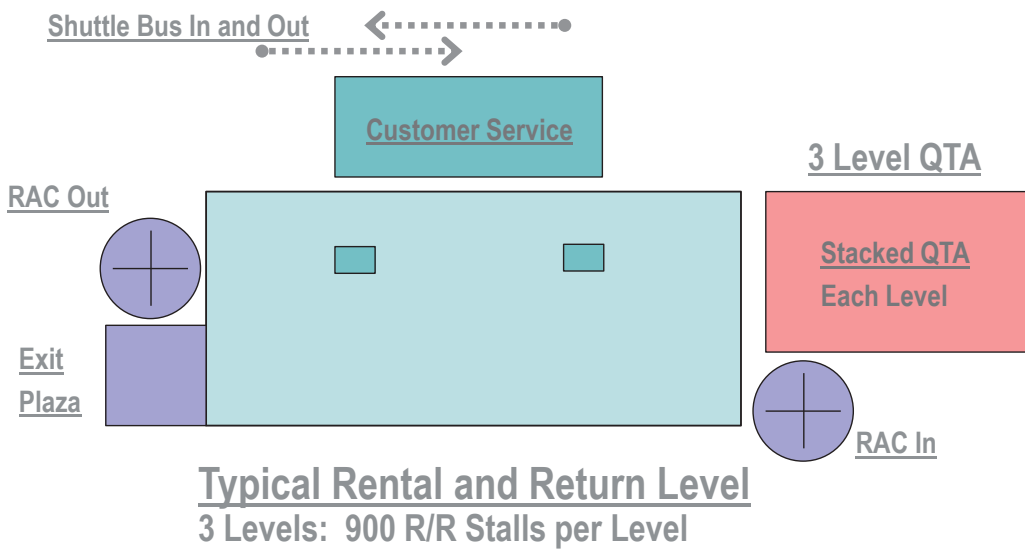 Shuttle Bus In and Out
Customer Service
3 Level QTA
RAC Out
Stacked QTA
Each Level
Exit
Plaza
RAC In
Typical Rental and Return Level
3 Levels: 900 R/R Stalls per Level